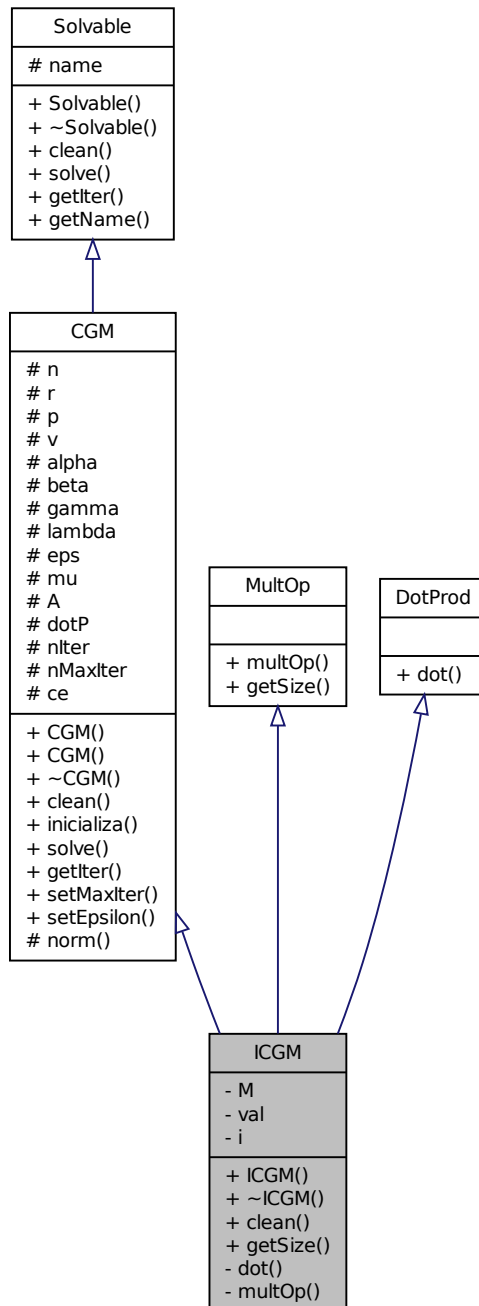 Solvable
# name
+ Solvable()
+ ~Solvable()
+ clean()
+ solve()
+ getIter()
+ getName()
CGM
# n
# r
# p
# v
# alpha
# beta
# gamma
# lambda
# eps
# mu
# A
# dotP
# nIter
# nMaxIter
# ce
+ CGM()
+ CGM()
+ ~CGM()
+ clean()
+ inicializa()
+ solve()
+ getIter()
+ setMaxIter()
+ setEpsilon()
# norm()
MultOp
+ multOp()
+ getSize()
DotProd
+ dot()
ICGM
- M
- val
- i
+ ICGM()
+ ~ICGM()
+ clean()
+ getSize()
- dot()
- multOp()